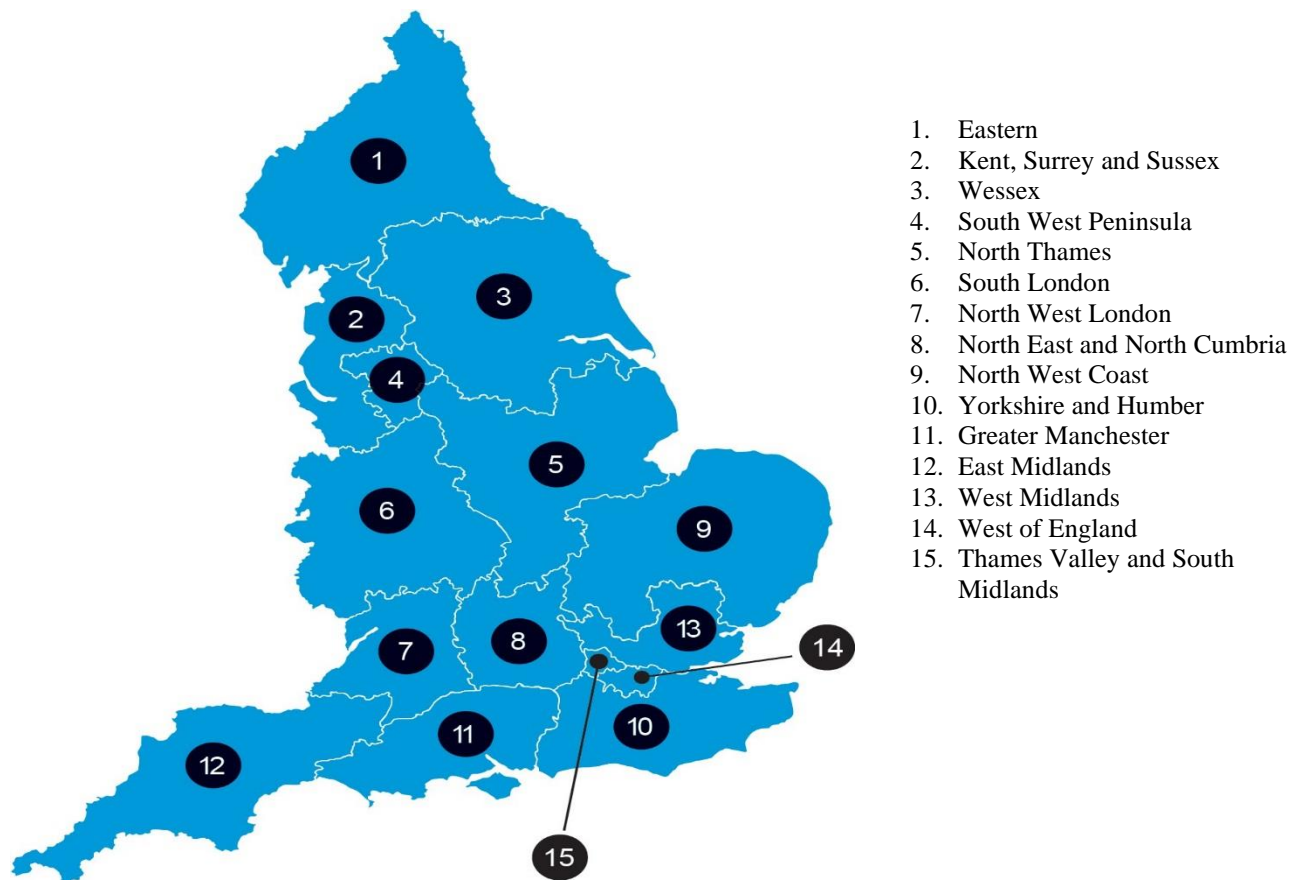 1
2
3
4
5
6
9
7
8
13
14
10
11
12
15
1. Eastern
2. Kent, Surrey and Sussex
3. Wessex
4. South West Peninsula
5. North Thames
6. South London
7. North West London
8. North East and North Cumbria
9. North West Coast
10. Yorkshire and Humber
11. Greater Manchester
12. East Midlands
13. West Midlands
14. West of England
15. Thames Valley and South
Midlands